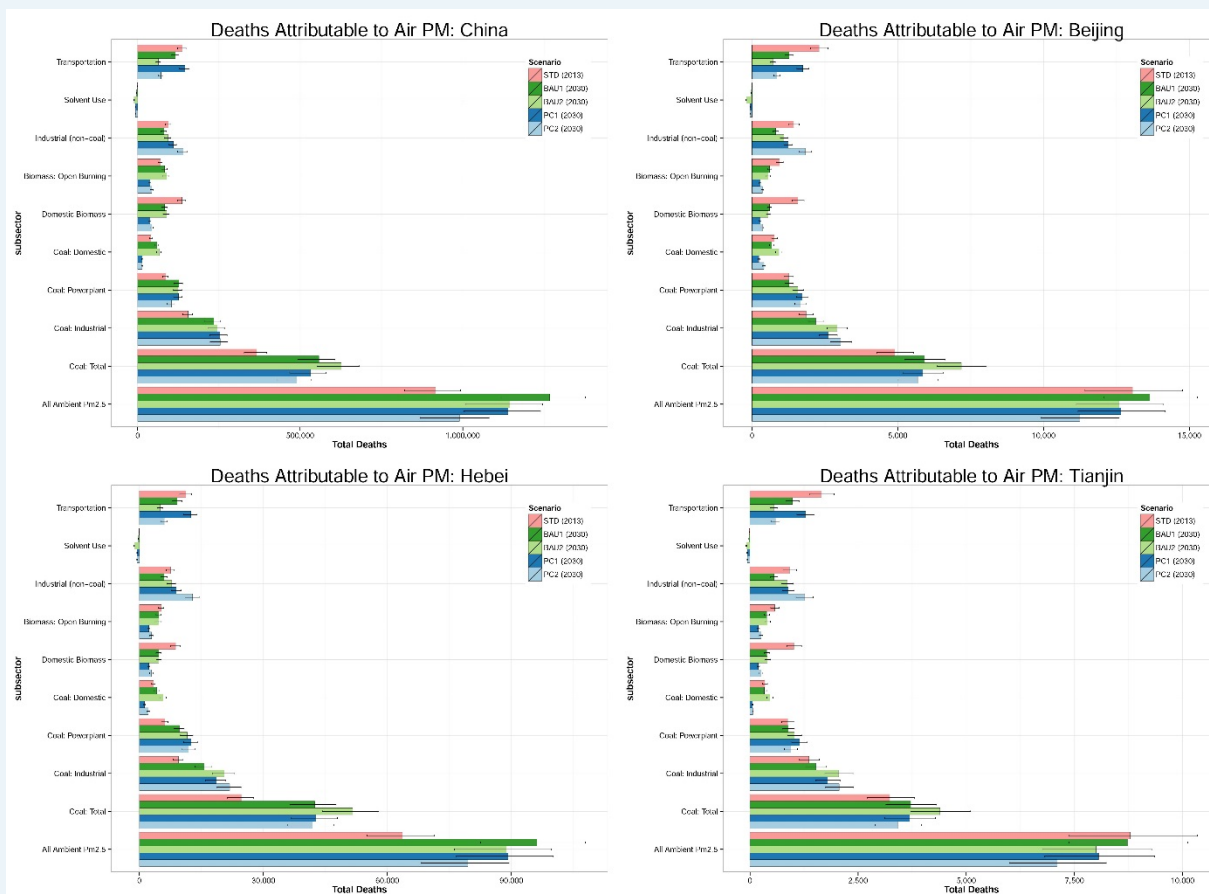 Deaths Attributable to Air PM: China
Transportation
Solvent Use
Industrial (non-coal)
Biomass: Open Burning
Domestic Biomass
Coal: Domestic
Coal: Powerplant
Coal: Industrial
Coal: Total
All Ambient Pm2.5
subsector
Scenario
STD (2013)
BAU1 (2030)
BAU2 (2030)
PC1 (2030)
PC2 (2030)
0
500,000
1,000,000
Total Deaths
Deaths Attributable to Air PM: Beijing
Transportation
Solvent Use
Industrial (non-coal)
Biomass: Open Burning
Domestic Biomass
Coal: Domestic
Coal: Powerplant
Coal: Industrial
Coal: Total
All Ambient Pm2.5
subsector
Scenario
STD (2013)
BAU1 (2030)
BAU2 (2030)
PC1 (2030)
PC2 (2030)
0
5,000
10,000
15,000
Total Deaths
Deaths Attributable to Air PM: Hebei
Transportation
Solvent Use
Industrial (non-coal)
Biomass: Open Burning
Domestic Biomass
Coal: Domestic
Coal: Powerplant
Coal: Industrial
Coal: Total
All Ambient Pm2.5
subsector
Scenario
STD (2013)
BAU1 (2030)
BAU2 (2030)
PC1 (2030)
PC2 (2030)
0
30,000
60,000
90,000
Total Deaths
Deaths Attributable to Air PM: Tianjin
Transportation
Solvent Use
Industrial (non-coal)
Biomass: Open Burning
Domestic Biomass
Coal: Domestic
Coal: Powerplant
Coal: Industrial
Coal: Total
All Ambient Pm2.5
subsector
Scenario
STD (2013)
BAU1 (2030)
BAU2 (2030)
PC1 (2030)
PC2 (2030)
0
2,500
5,000
7,500
10,000
Total Deaths